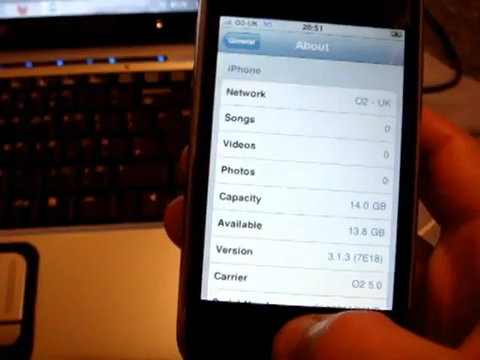 O2-UK 20:51
General About
iPhone
Network O2 - UK
Songs 0
Videos 0
Photos 0
Capacity 14.0 GB
Available 13.8 GB
Version 3.1.3 (7E18)
Carrier O2 5.0